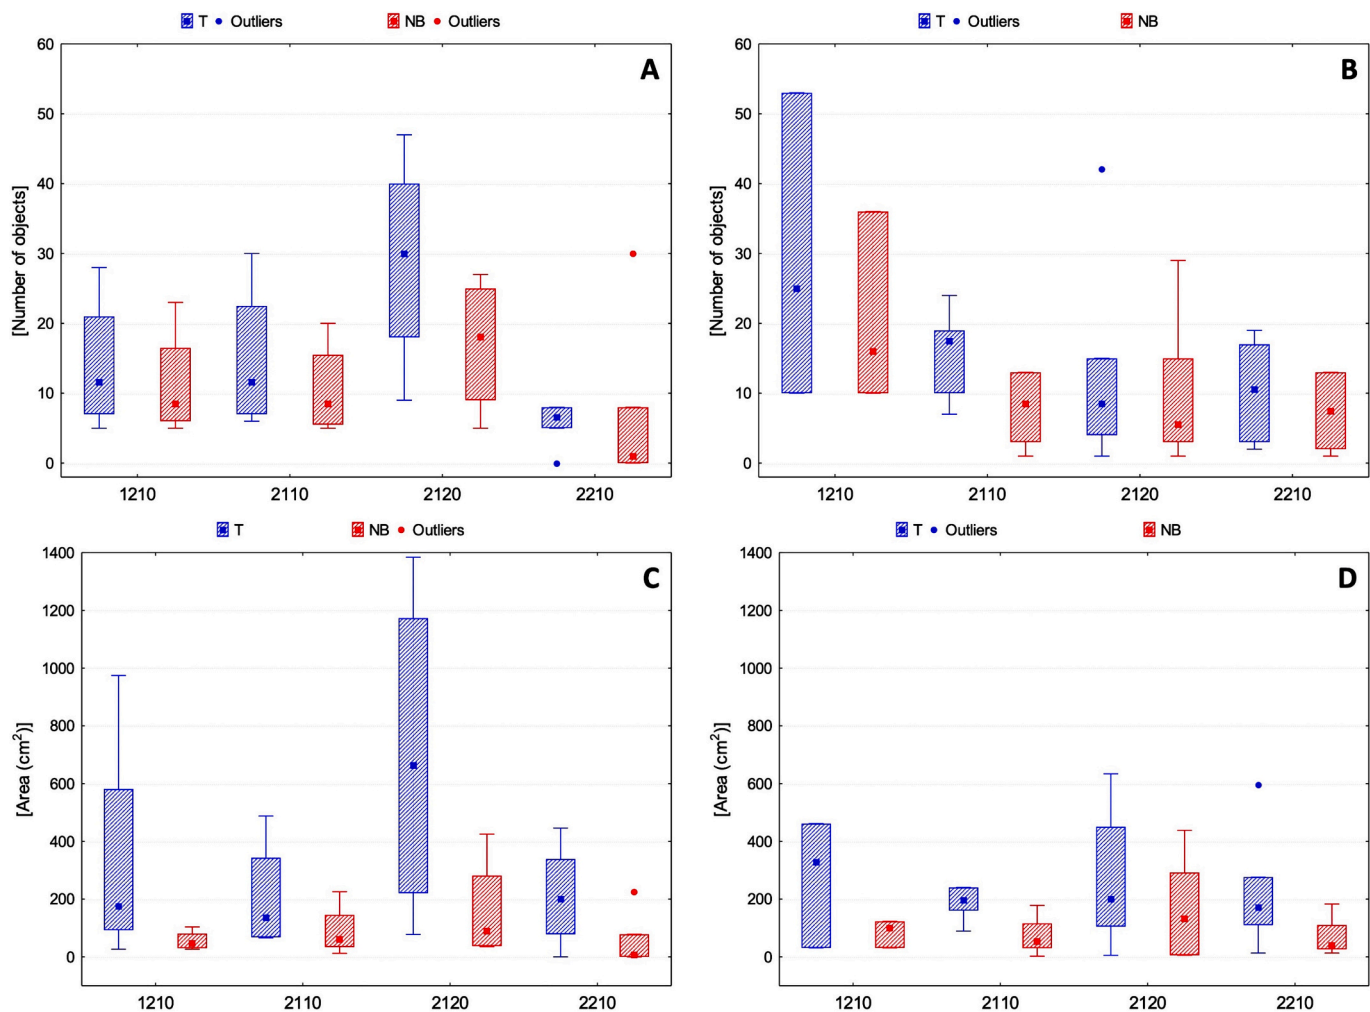 T Outliers NB Outliers
A
[Number of objects]
60
50
40
30
20
10
0
1210 2110 2120 2210
T Outliers NB
B
[Number of objects]
60
50
40
30
20
10
0
1210 2110 2120 2210
T NB Outliers
C
[Area (cm²)]
1400
1200
1000
800
600
400
200
0
1210 2110 2120 2210
T Outliers NB
D
[Area (cm²)]
1400
1200
1000
800
600
400
200
0
1210 2110 2120 2210